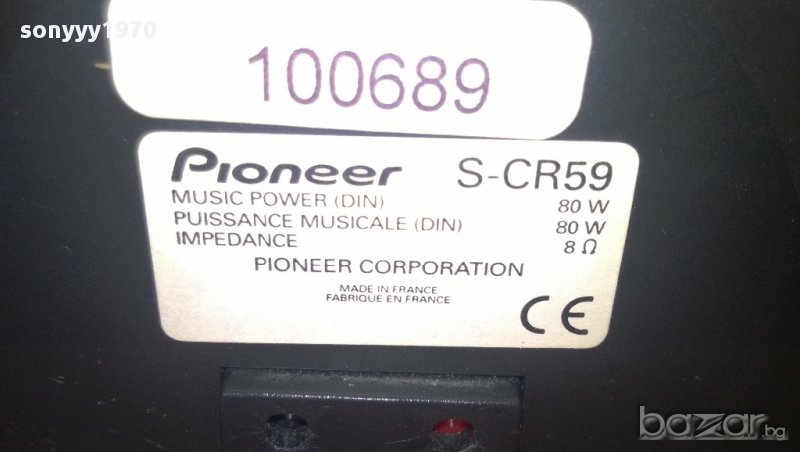 sonyyy1970
100689
Pioneer S-CR59
MUSIC POWER (DIN) 80 W
PUISSANCE MUSICALE (DIN) 80 W
IMPEDANCE 8 Ω
PIONEER CORPORATION
MADE IN FRANCE
FABRIQUE EN FRANCE
CE
bazar.bg